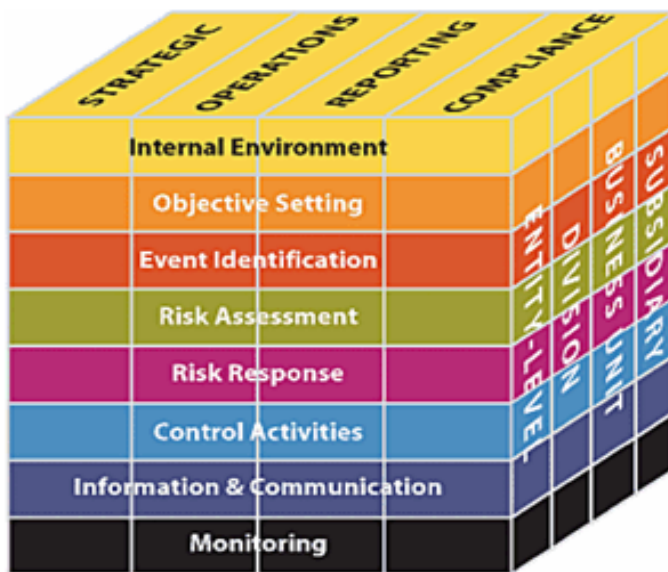 STRATEGIC
OPERATIONS
REPORTING
COMPLIANCE
Internal Environment
Objective Setting
Event Identification
Risk Assessment
Risk Response
Control Activities
Information & Communication
Monitoring
ENTITY-LEVEL
DIVISION
BUSINESS UNIT
SUBSIDIARY